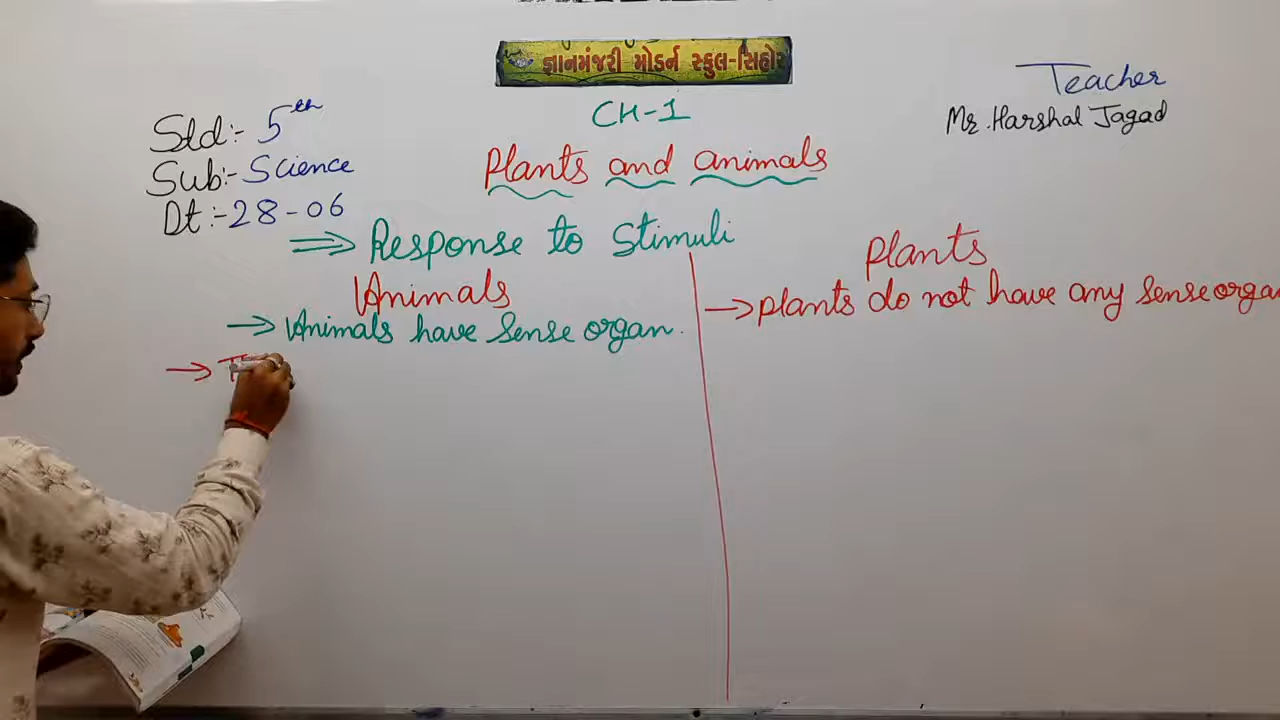 જ્ઞાનમંજરી મોડર્ન સ્કુલ-સિહોર
Teacher
Mr. Harshal Jagad
CH-1
Std:- 5th
Sub:- Science
Dt:- 28-06
Plants and animals
⇒ Response to Stimuli
Animals
→ Animals have sense organ.
→ T
Plants
→ plants do not have any sense organ